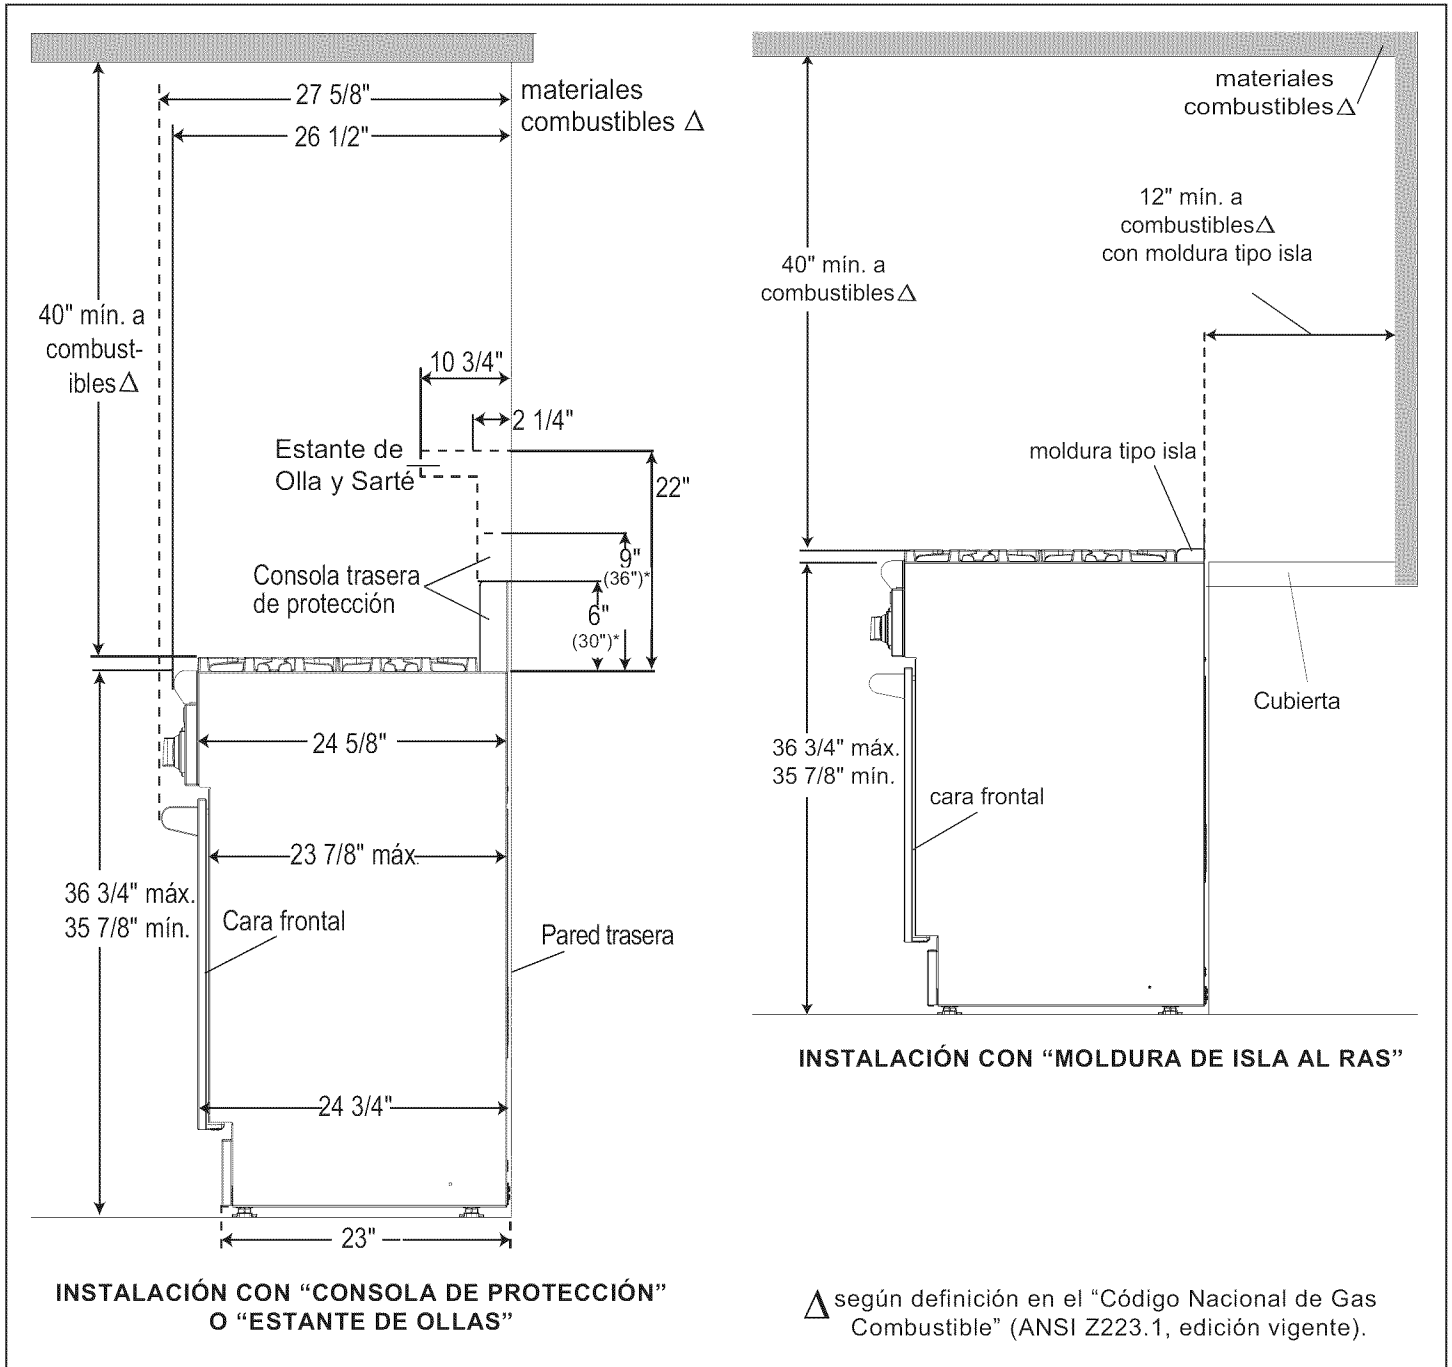 27 5/8"
26 1/2"
materiales
combustibles Δ
40" mín. a
combust-
ibles Δ
10 3/4"
2 1/4"
Estante de
Olla y Sarté
22"
9"
(36")*
6"
(30")*
Consola trasera
de protección
24 5/8"
23 7/8" máx
36 3/4" máx.
35 7/8" mín.
Cara frontal
Pared trasera
24 3/4"
23"
INSTALACIÓN CON “CONSOLA DE PROTECCIÓN”
O “ESTANTE DE OLLAS”
materiales
combustibles Δ
12" mín. a
combustibles Δ
con moldura tipo isla
40" mín. a
combustibles Δ
moldura tipo isla
Cubierta
36 3/4" máx.
35 7/8" mín.
cara frontal
INSTALACIÓN CON “MOLDURA DE ISLA AL RAS”
Δ según definición en el “Código Nacional de Gas
Combustible” (ANSI Z223.1, edición vigente).